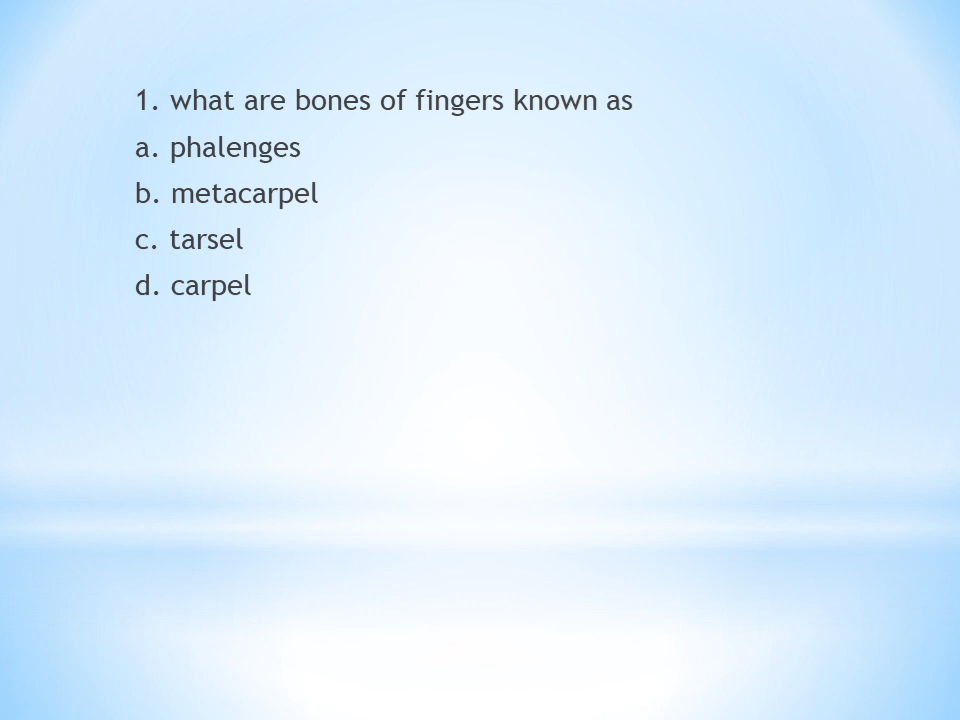 1. what are bones of fingers known as
a. phalenges
b. metacarpel
c. tarsel
d. carpel